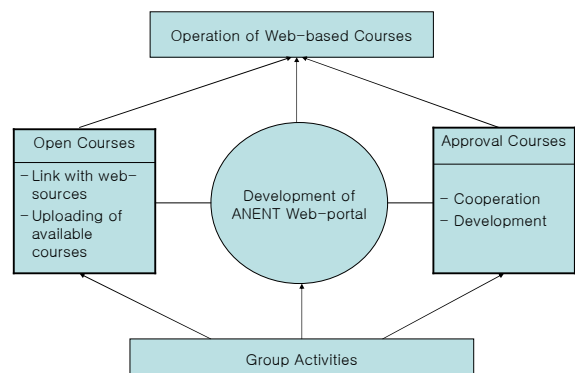 Operation of Web-based Courses
Open Courses
- Link with web-
sources
- Uploading of
available
courses
Development of
ANENT Web-portal
Approval Courses
- Cooperation
- Development
Group Activities